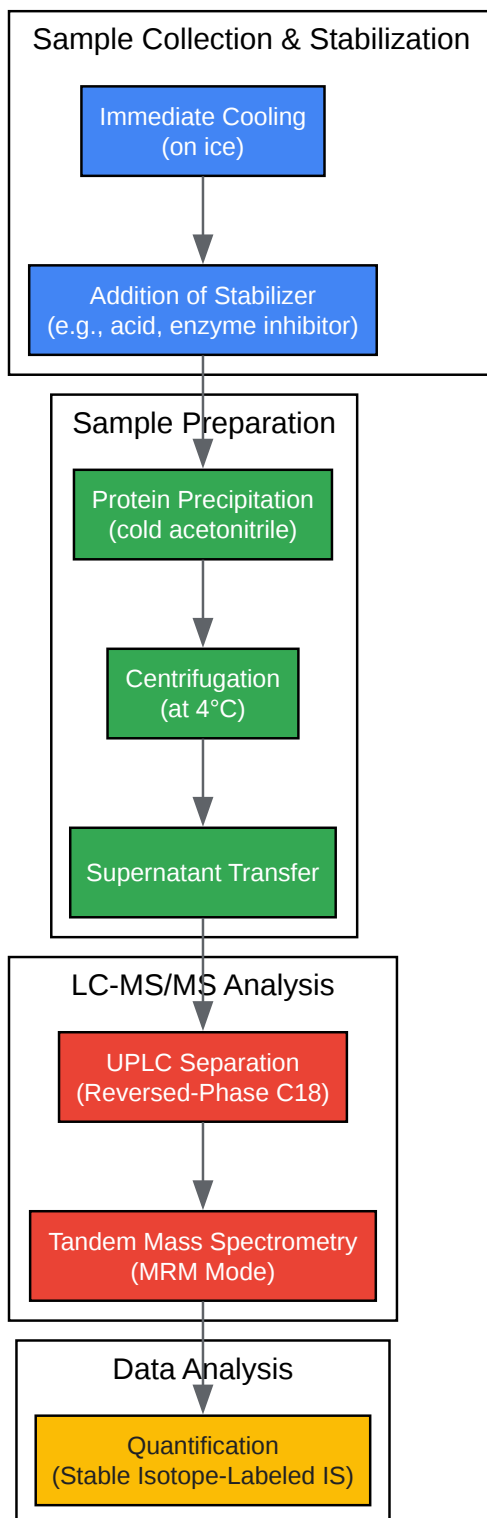 Sample Collection & Stabilization
Immediate Cooling
(on ice)
Addition of Stabilizer
(e.g., acid, enzyme inhibitor)
Sample Preparation
Protein Precipitation
(cold acetonitrile)
Centrifugation
(at 4°C)
Supernatant Transfer
LC-MS/MS Analysis
UPLC Separation
(Reversed-Phase C18)
Tandem Mass Spectrometry
(MRM Mode)
Data Analysis
Quantification
(Stable Isotope-Labeled IS)